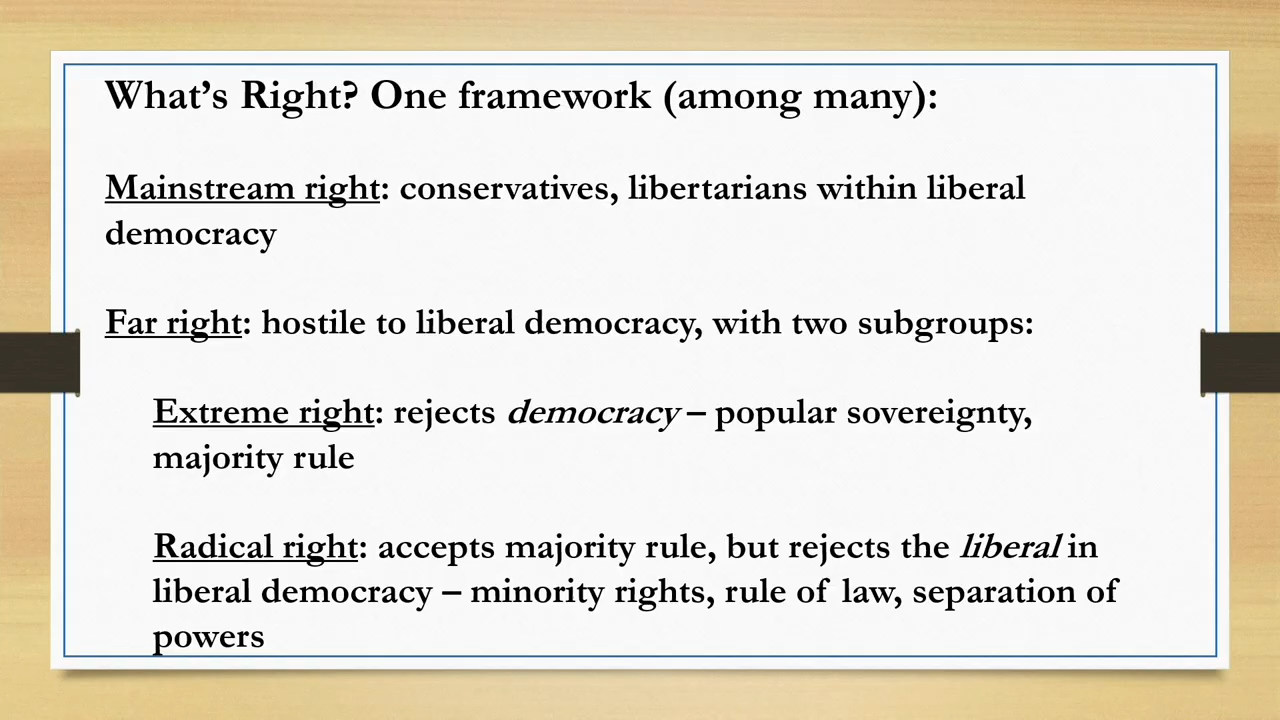 What’s Right? One framework (among many):
Mainstream right: conservatives, libertarians within liberal
democracy
Far right: hostile to liberal democracy, with two subgroups:
Extreme right: rejects democracy – popular sovereignty,
majority rule
Radical right: accepts majority rule, but rejects the liberal in
liberal democracy – minority rights, rule of law, separation of
powers